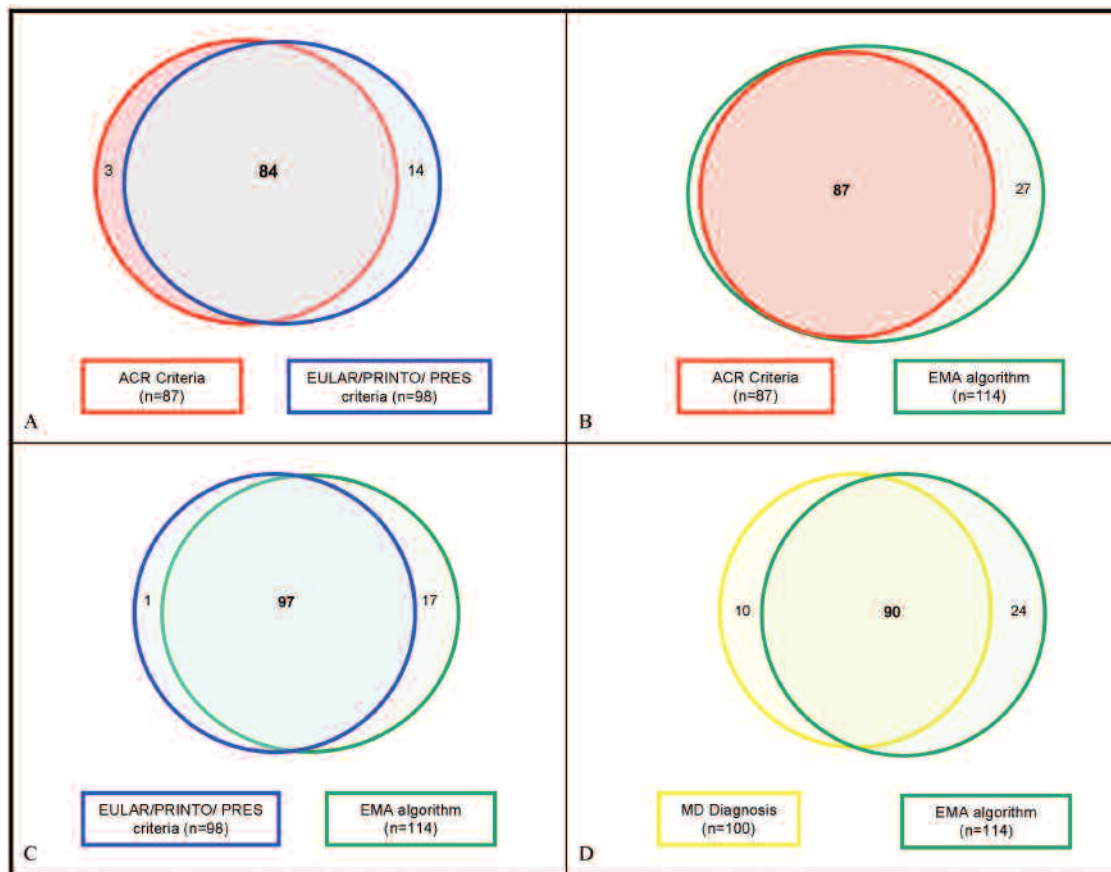 3
84
14
ACR Criteria
(n=87)
EULAR/PRINTO/ PRES
criteria (n=98)
A
87
27
ACR Criteria
(n=87)
EMA algorithm
(n=114)
B
1
97
17
EULAR/PRINTO/ PRES
criteria (n=98)
EMA algorithm
(n=114)
C
10
90
24
MD Diagnosis
(n=100)
EMA algorithm
(n=114)
D